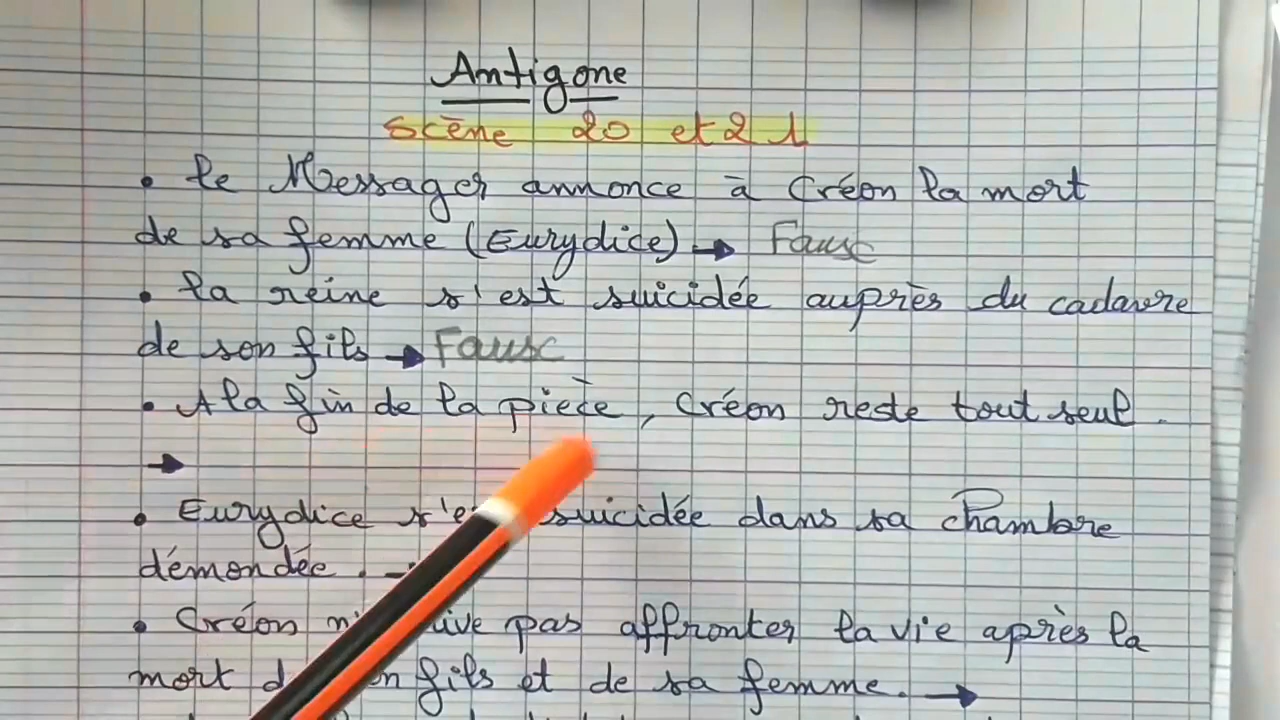 Antigone
Scène 20 et 21
• le Messager annonce à Créon la mort
de sa femme (Eurydice) → Faux
• la reine s'est suicidée auprès du cadavre
de son fils → Faux
• A la fin de la pièce, Créon reste tout seul.
→
• Eurydice suicidée dans sa chambre
démondée. →
• Créon pas affronter la vie après la
mort fils et de sa femme. →